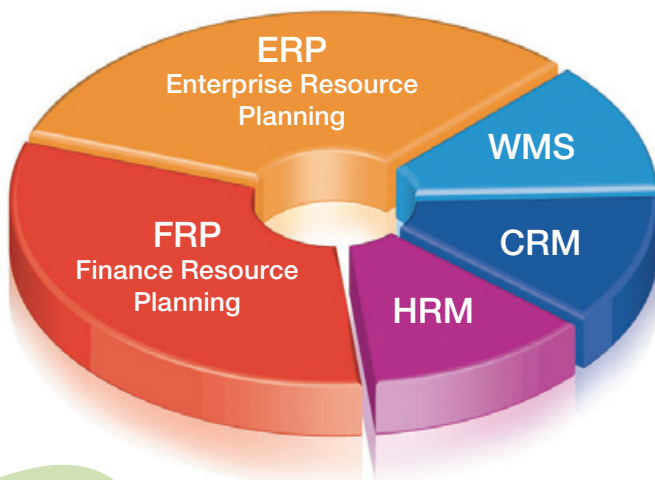 ERP
Enterprise Resource
Planning
WMS
CRM
HRM
FRP
Finance Resource
Planning